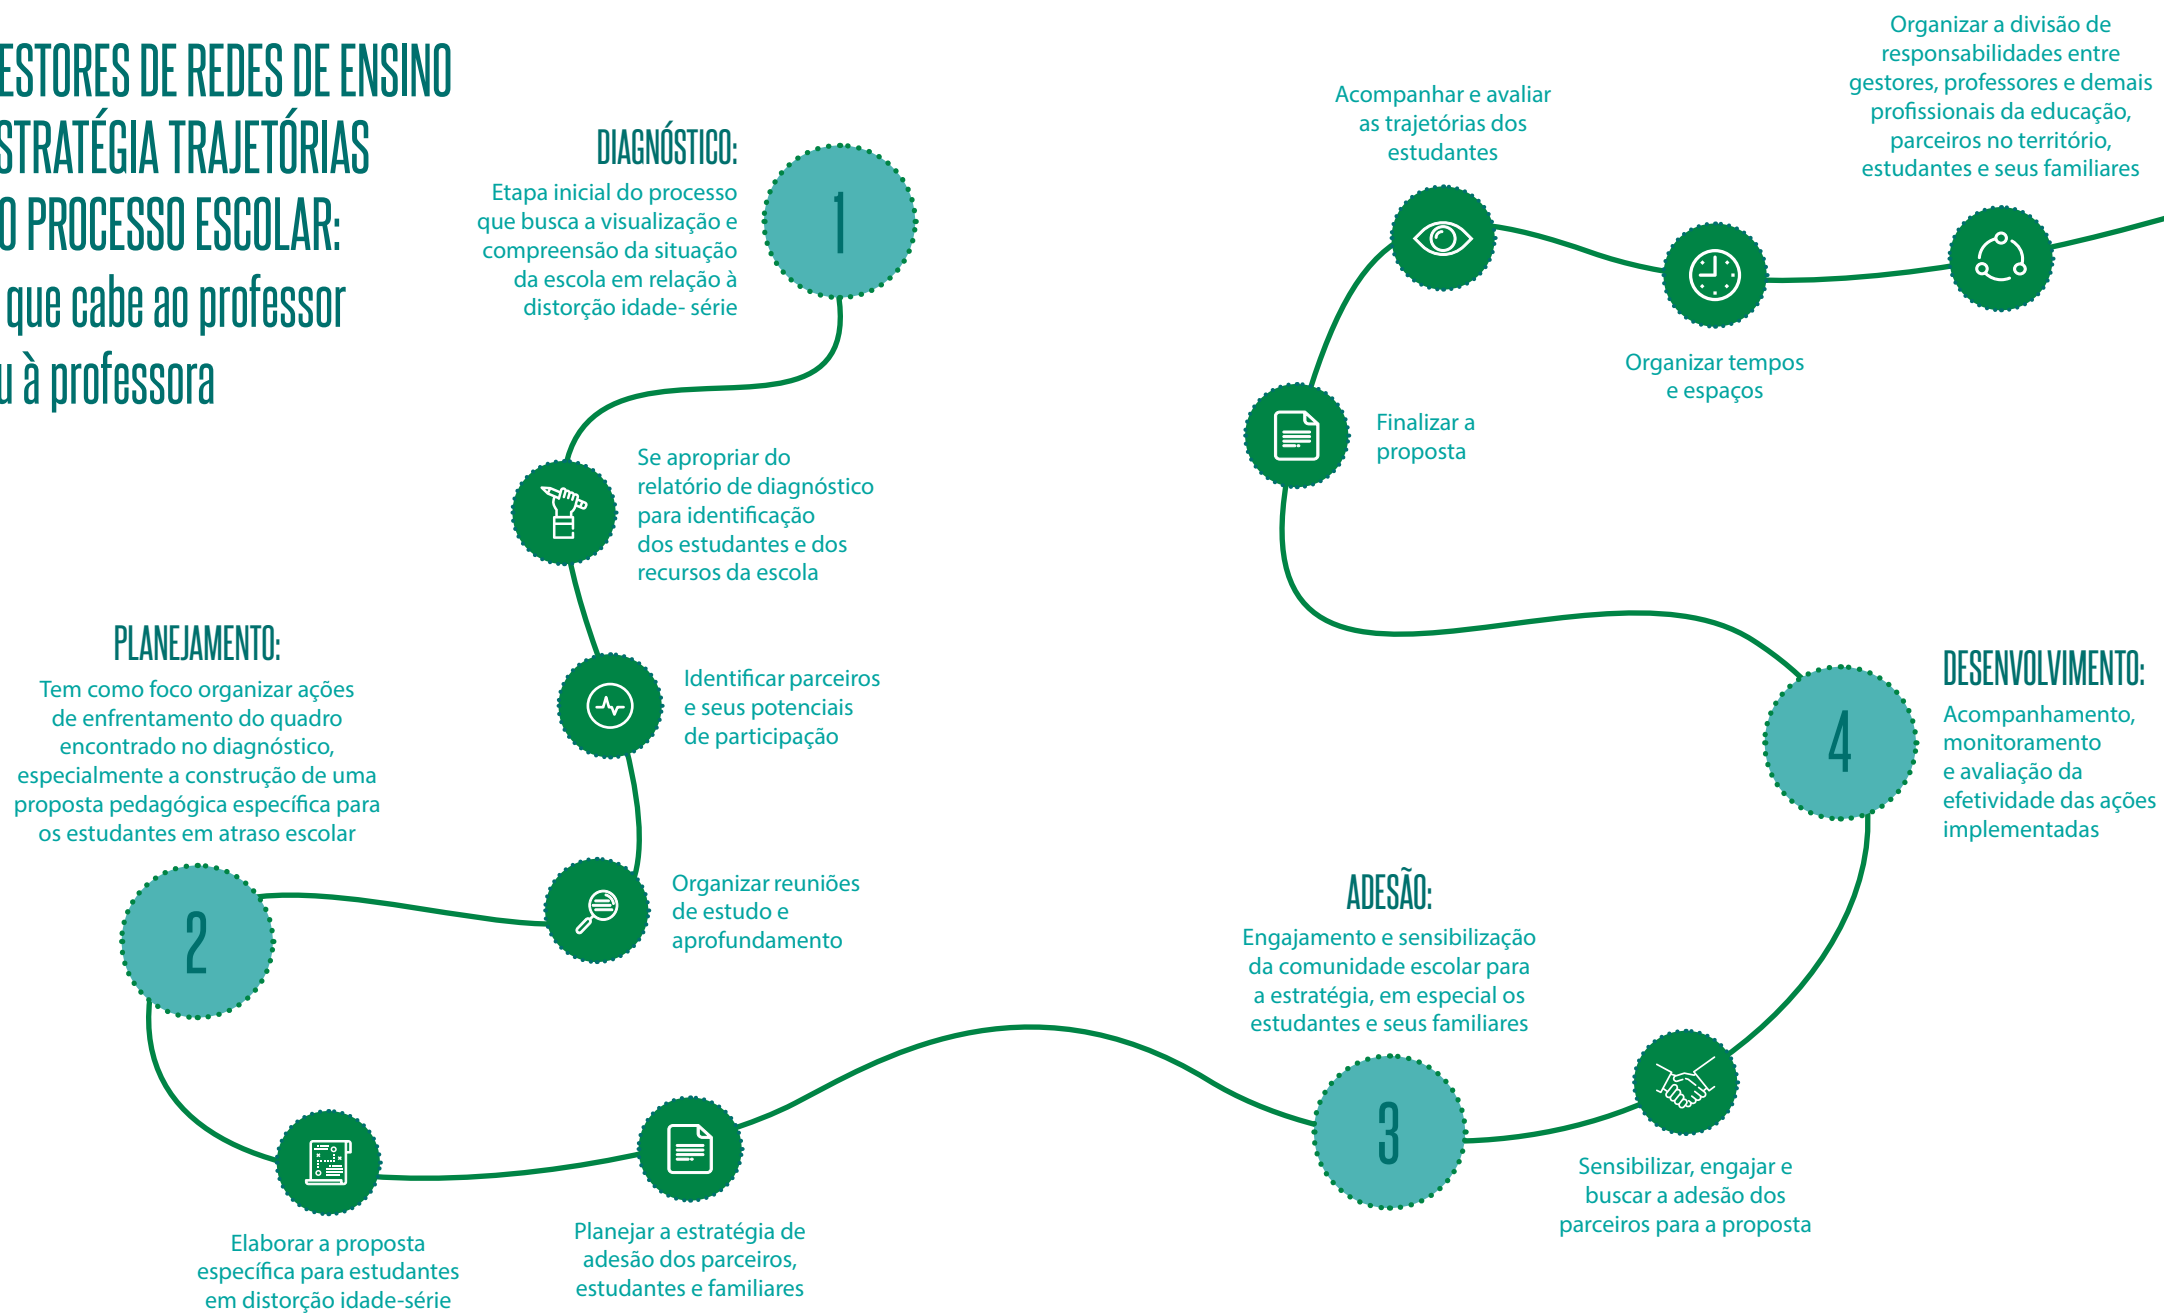 ESTORES DE REDES DE ENSINO
STRATÉGIA TRAJETÓRIAS
O PROCESSO ESCOLAR:
que cabe ao professor
u à professora
DIAGNÓSTICO:
Etapa inicial do processo
que busca a visualização e
compreensão da situação
da escola em relação à
distorção idade- série
1
Se apropriar do
relatório de diagnóstico
para identificação
dos estudantes e dos
recursos da escola
Identificar parceiros
e seus potenciais
de participação
Organizar reuniões
de estudo e
aprofundamento
PLANEJAMENTO:
Tem como foco organizar ações
de enfrentamento do quadro
encontrado no diagnóstico,
especialmente a construção de uma
proposta pedagógica específica para
os estudantes em atraso escolar
2
Elaborar a proposta
específica para estudantes
em distorção idade-série
Planejar a estratégia de
adesão dos parceiros,
estudantes e familiares
ADESÃO:
Engajamento e sensibilização
da comunidade escolar para
a estratégia, em especial os
estudantes e seus familiares
3
Sensibilizar, engajar e
buscar a adesão dos
parceiros para a proposta
DESENVOLVIMENTO:
Acompanhamento,
monitoramento
e avaliação da
efetividade das ações
implementadas
4
Finalizar a
proposta
Acompanhar e avaliar
as trajetórias dos
estudantes
Organizar tempos
e espaços
Organizar a divisão de
responsabilidades entre
gestores, professores e demais
profissionais da educação,
parceiros no território,
estudantes e seus familiares